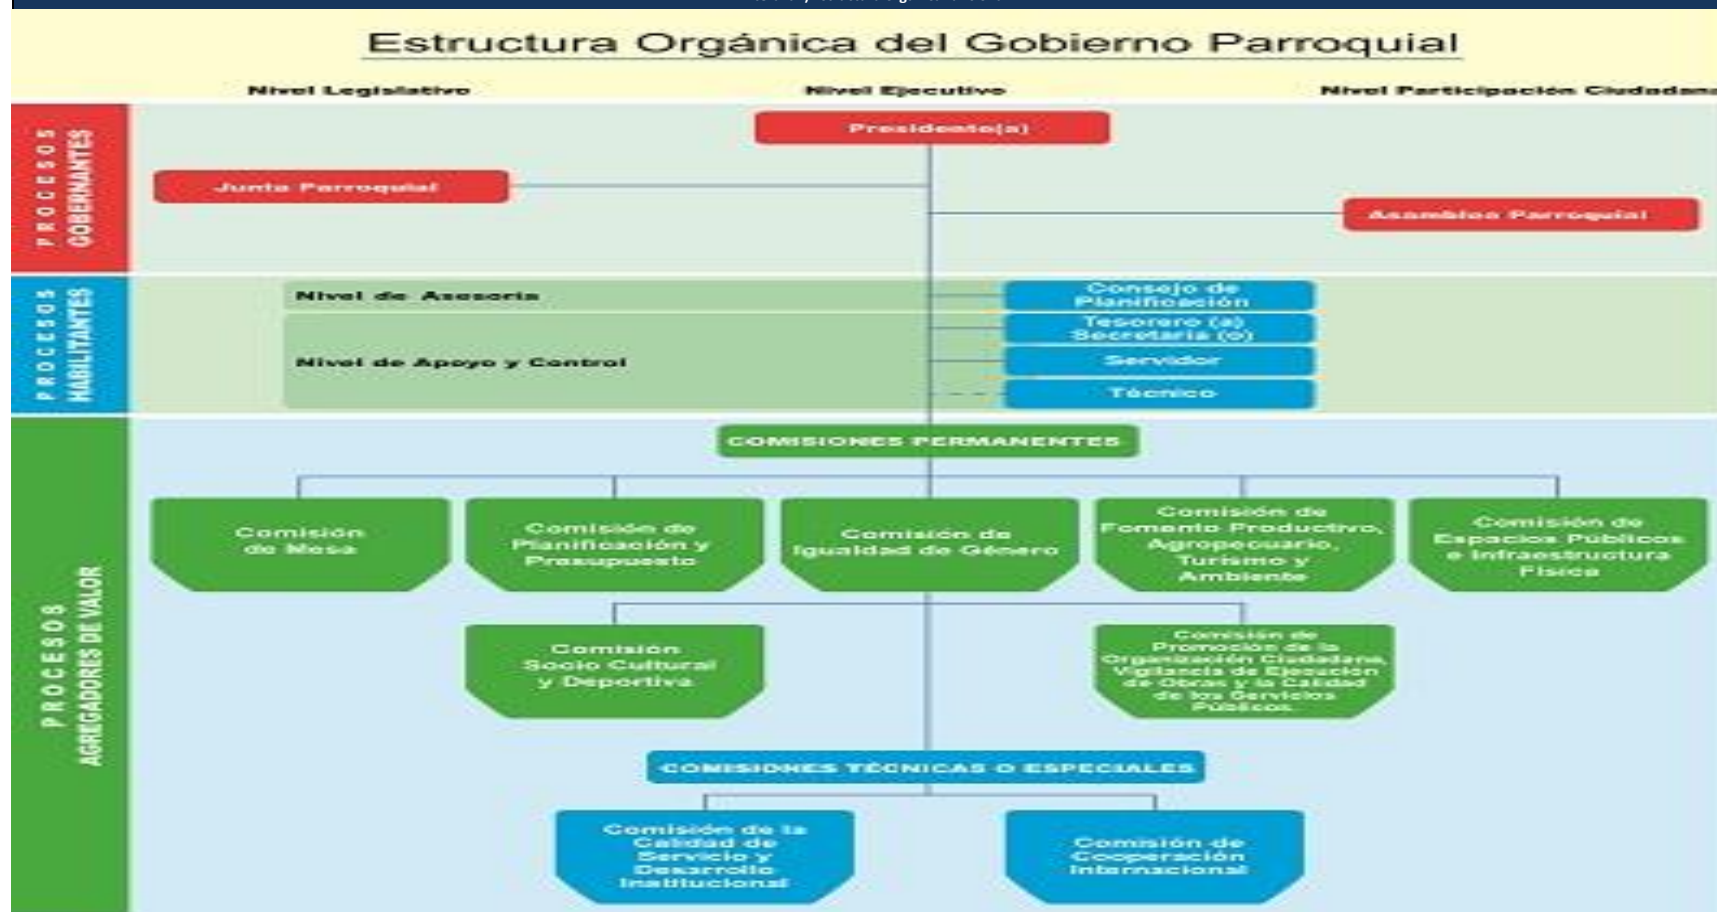 Estructura Orgánica del Gobierno Parroquial
Nivel Legislativo
Nivel Ejecutivo
Nivel Participación Ciudadana
PROCESOS
GOBERNANTES
Presidente(a)
Junta Parroquial
Asamblea Parroquial
PROCESOS
HABILITANTES
Nivel de Asesoria
Consejo de
Planificación
Nivel de Apoyo y Control
Tesorero (a)
Secretaria (o)
Servidor
Técnico
PROCESOS
AGREGADORES DE VALOR
COMISIONES PERMANENTES
Comisión
de Mesa
Comisión de
Planificación y
Presupuesto
Comisión de
Igualdad de Género
Comisión de
Fomento Productivo,
Agropecuario,
Turismo y
Ambiente
Comisión de
Espacios Públicos
e Infraestructura
Física
Comisión
Socio Cultural
y Deportiva
Comisión de
Promoción de la
Organización Ciudadana,
Vigilancia de Ejecución
de Obras y la Calidad
de los Servicios
Públicos.
COMISIONES TÉCNICAS O ESPECIALES
Comisión de la
Calidad de
Servicio y
Desarrollo
Institucional
Comisión de
Cooperación
Internacional